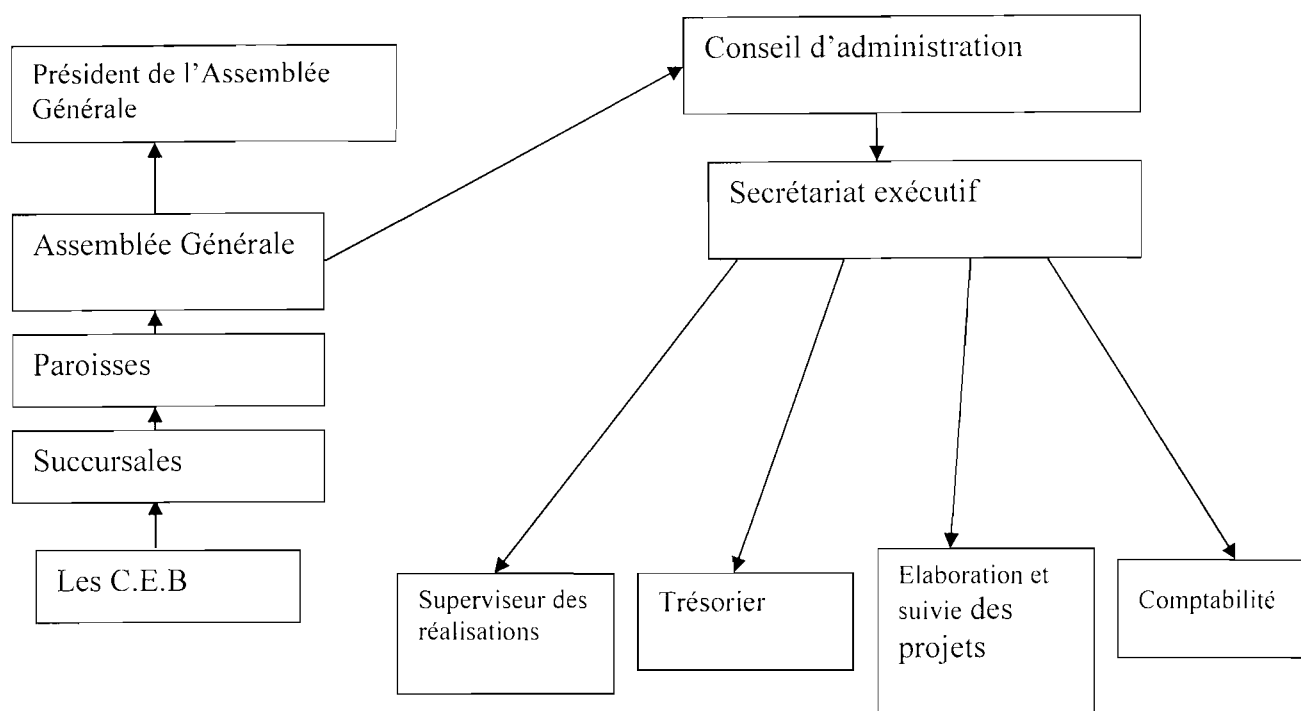 Président de l'Assemblée
Générale
Assemblée Générale
Paroisses
Succursales
Les C.E.B
Conseil d'administration
Secrétariat exécutif
Superviseur des
réalisations
Trésorier
Elaboration et
suivie des
projets
Comptabilité